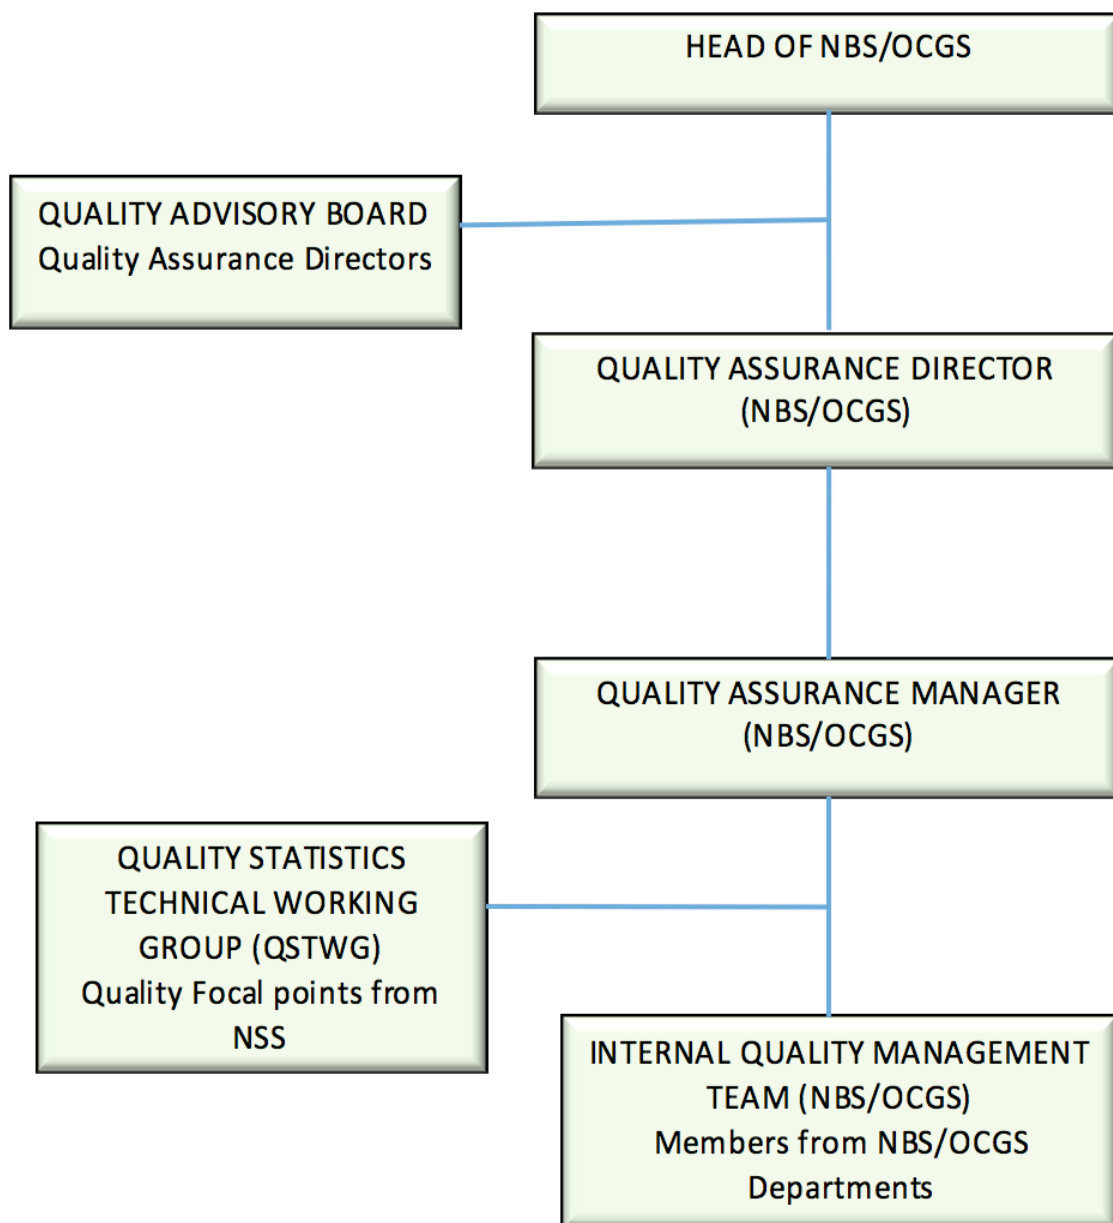 HEAD OF NBS/OCGS
QUALITY ADVISORY BOARD
Quality Assurance Directors
QUALITY ASSURANCE DIRECTOR
(NBS/OCGS)
QUALITY ASSURANCE MANAGER
(NBS/OCGS)
QUALITY STATISTICS
TECHNICAL WORKING
GROUP (QSTWG)
Quality Focal points from
NSS
INTERNAL QUALITY MANAGEMENT
TEAM (NBS/OCGS)
Members from NBS/OCGS
Departments